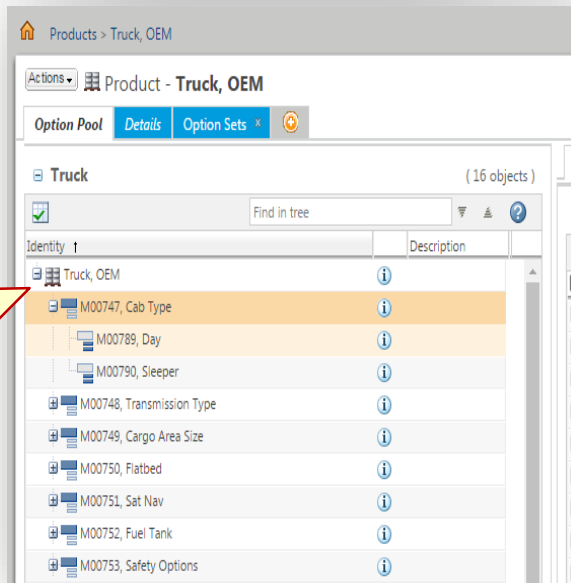 Products > Truck, OEM
Actions Product - Truck, OEM
Option Pool Details Option Sets ×
Truck ( 16 objects )
Find in tree
Identity ↑ Description
Truck, OEM
M00747, Cab Type
M00789, Day
M00790, Sleeper
M00748, Transmission Type
M00749, Cargo Area Size
M00750, Flatbed
M00751, Sat Nav
M00752, Fuel Tank
M00753, Safety Options